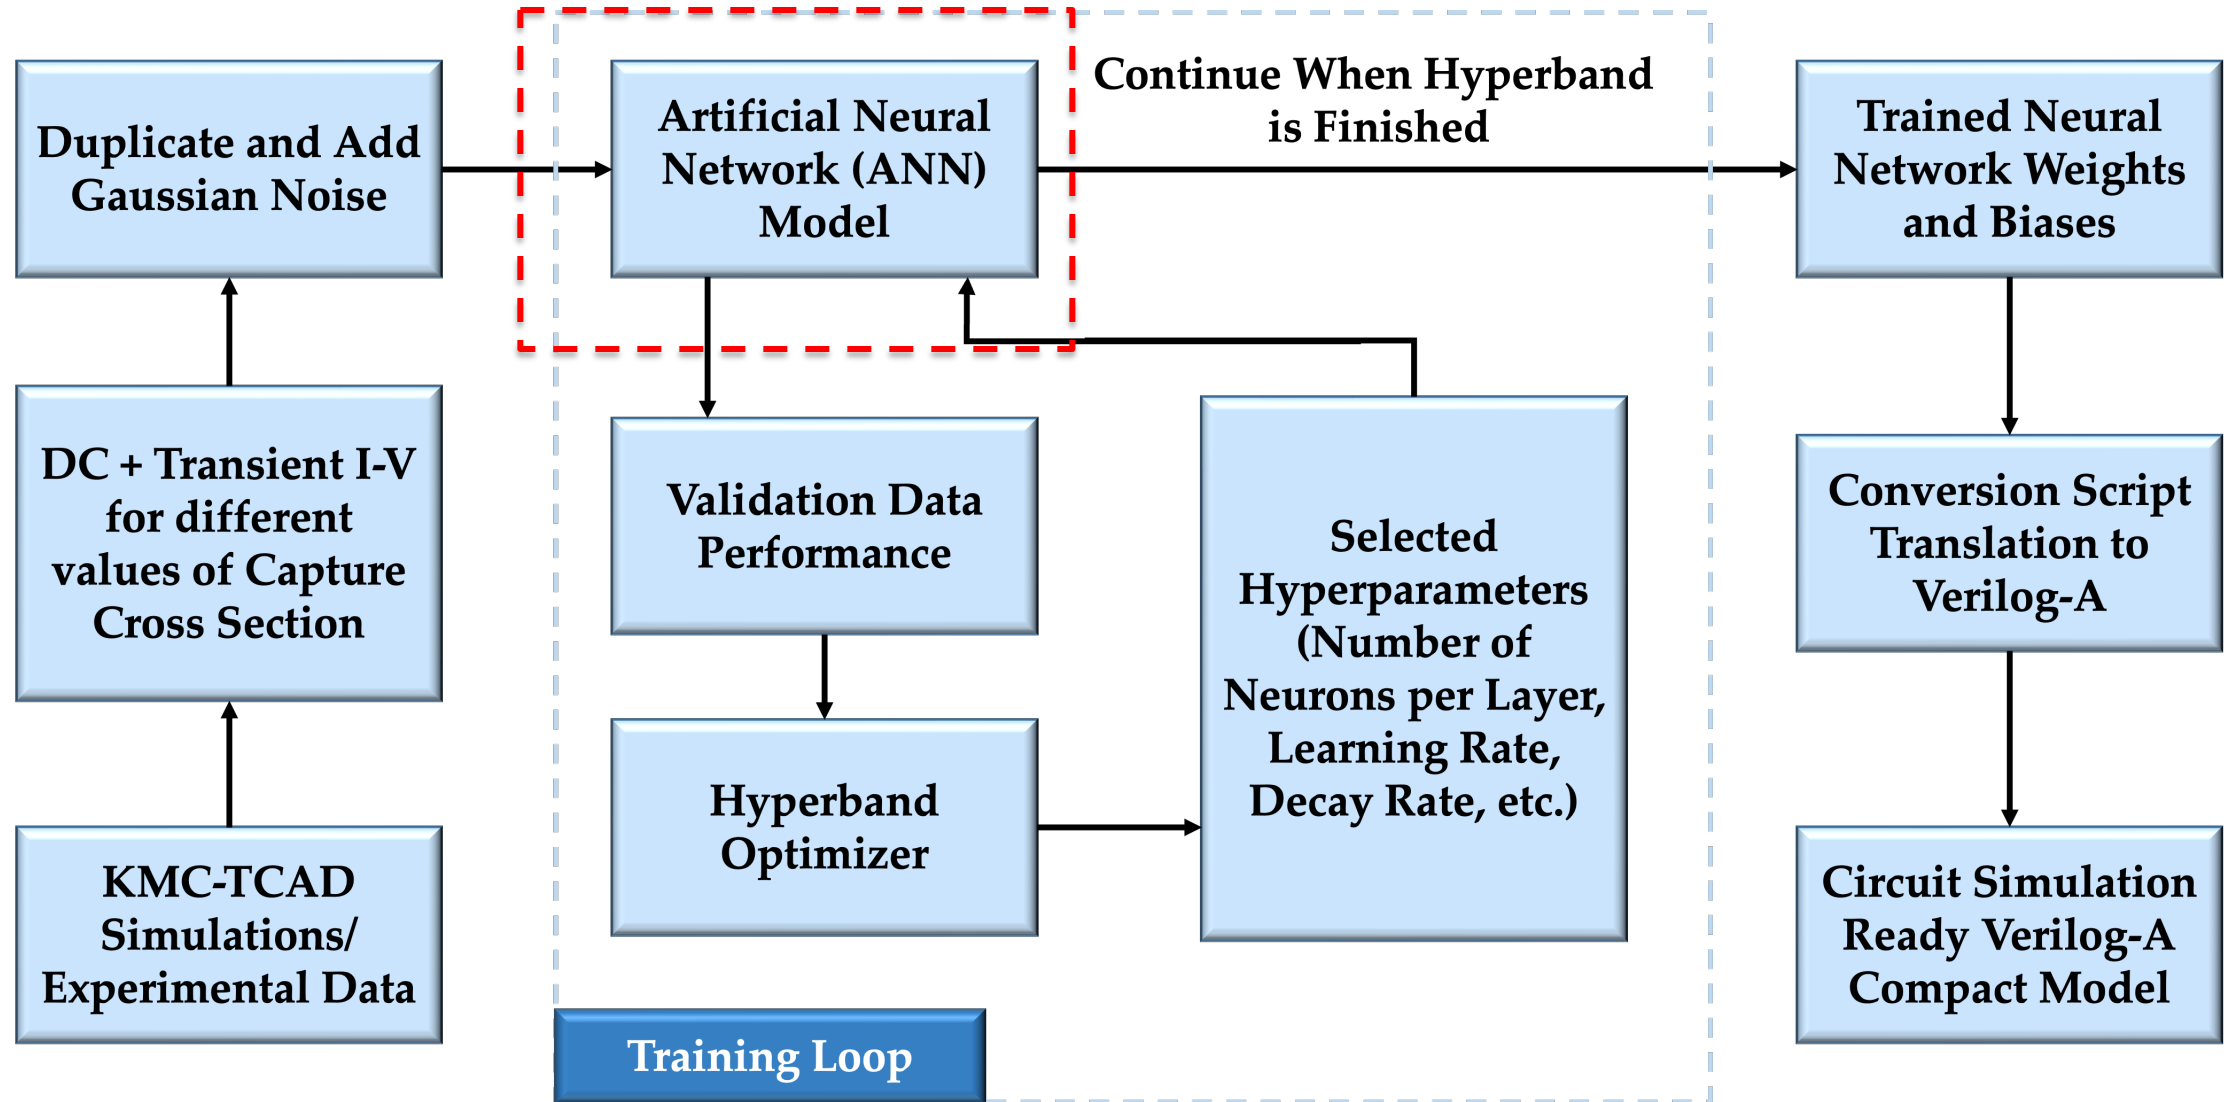 Duplicate and Add
Gaussian Noise
DC + Transient I-V
for different
values of Capture
Cross Section
KMC-TCAD
Simulations/
Experimental Data
Artificial Neural
Network (ANN)
Model
Continue When Hyperband
is Finished
Validation Data
Performance
Hyperband
Optimizer
Selected
Hyperparameters
(Number of
Neurons per Layer,
Learning Rate,
Decay Rate, etc.)
Training Loop
Trained Neural
Network Weights
and Biases
Conversion Script
Translation to
Verilog-A
Circuit Simulation
Ready Verilog-A
Compact Model